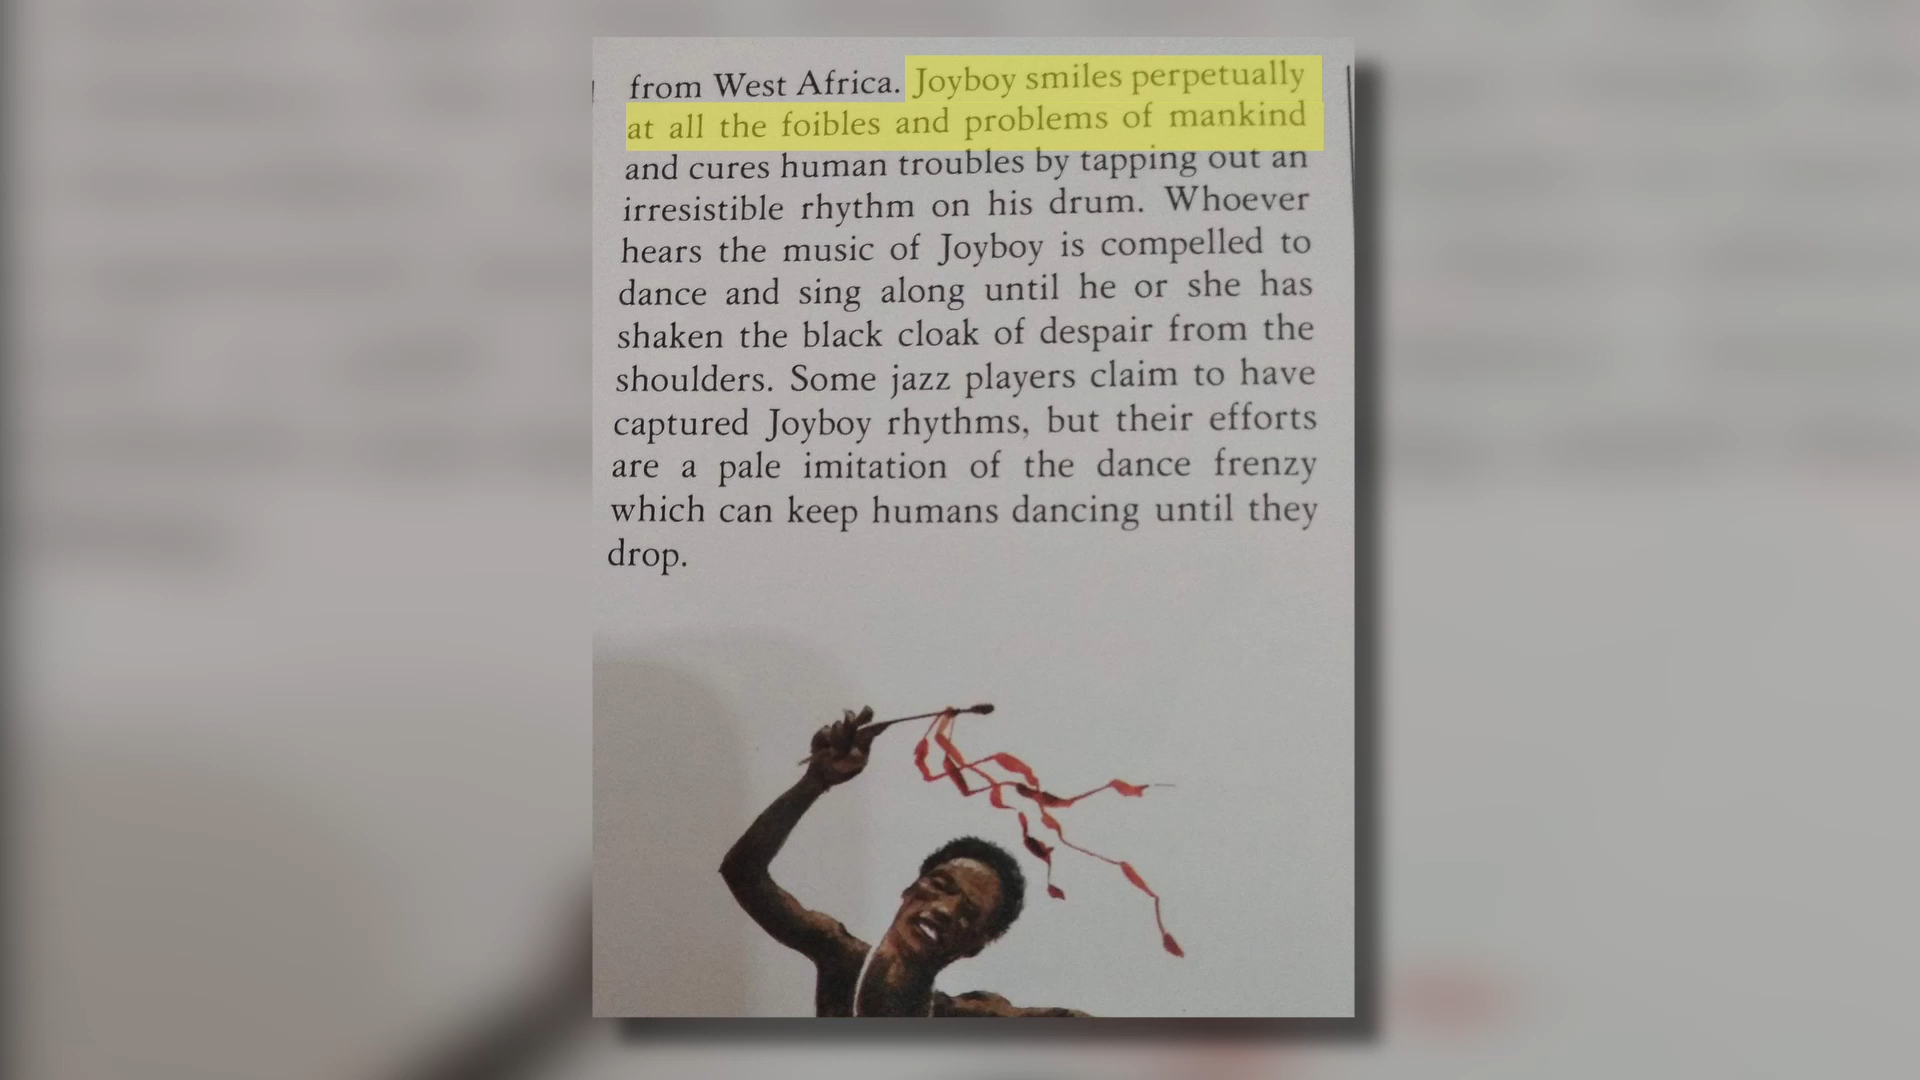 from West Africa. Joyboy smiles perpetually
at all the foibles and problems of mankind
and cures human troubles by tapping out an
irresistible rhythm on his drum. Whoever
hears the music of Joyboy is compelled to
dance and sing along until he or she has
shaken the black cloak of despair from the
shoulders. Some jazz players claim to have
captured Joyboy rhythms, but their efforts
are a pale imitation of the dance frenzy
which can keep humans dancing until they
drop.